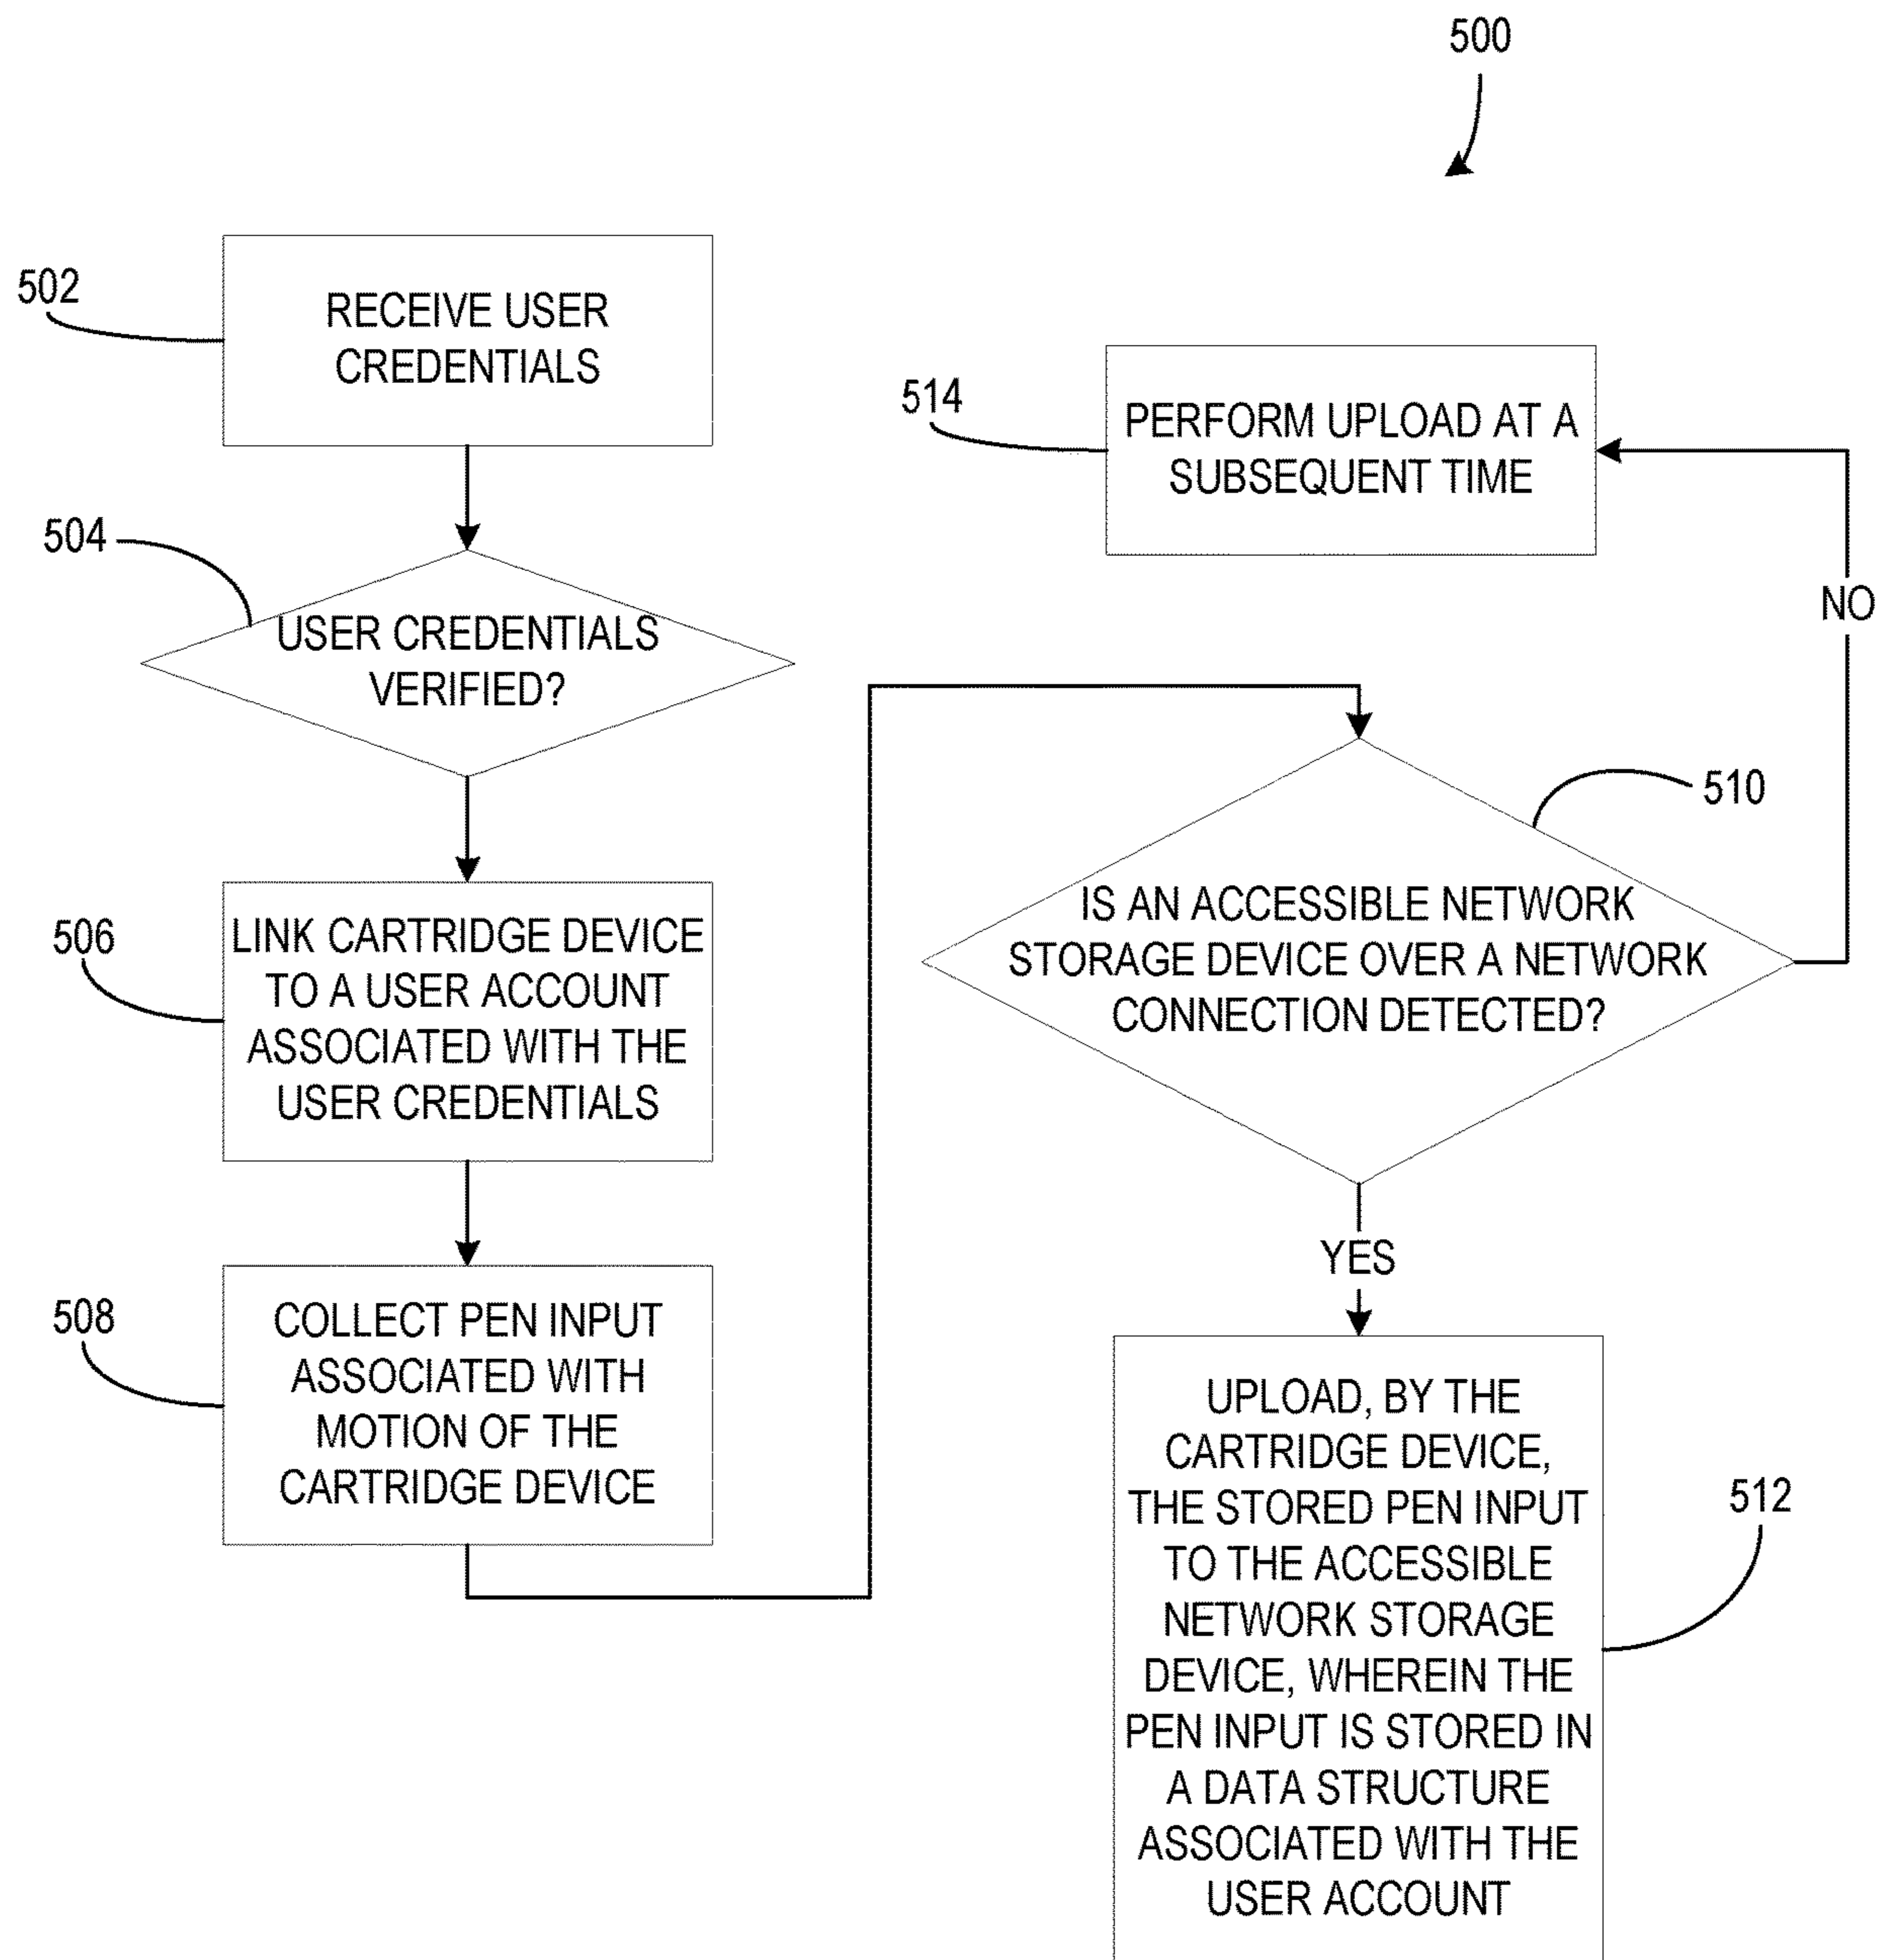 500
502
RECEIVE USER
CREDENTIALS
504
USER CREDENTIALS
VERIFIED?
506
LINK CARTRIDGE DEVICE
TO A USER ACCOUNT
ASSOCIATED WITH THE
USER CREDENTIALS
508
COLLECT PEN INPUT
ASSOCIATED WITH
MOTION OF THE
CARTRIDGE DEVICE
510
IS AN ACCESSIBLE NETWORK
STORAGE DEVICE OVER A NETWORK
CONNECTION DETECTED?
NO
514
PERFORM UPLOAD AT A
SUBSEQUENT TIME
YES
512
UPLOAD, BY THE
CARTRIDGE DEVICE,
THE STORED PEN INPUT
TO THE ACCESSIBLE
NETWORK STORAGE
DEVICE, WHEREIN THE
PEN INPUT IS STORED IN
A DATA STRUCTURE
ASSOCIATED WITH THE
USER ACCOUNT